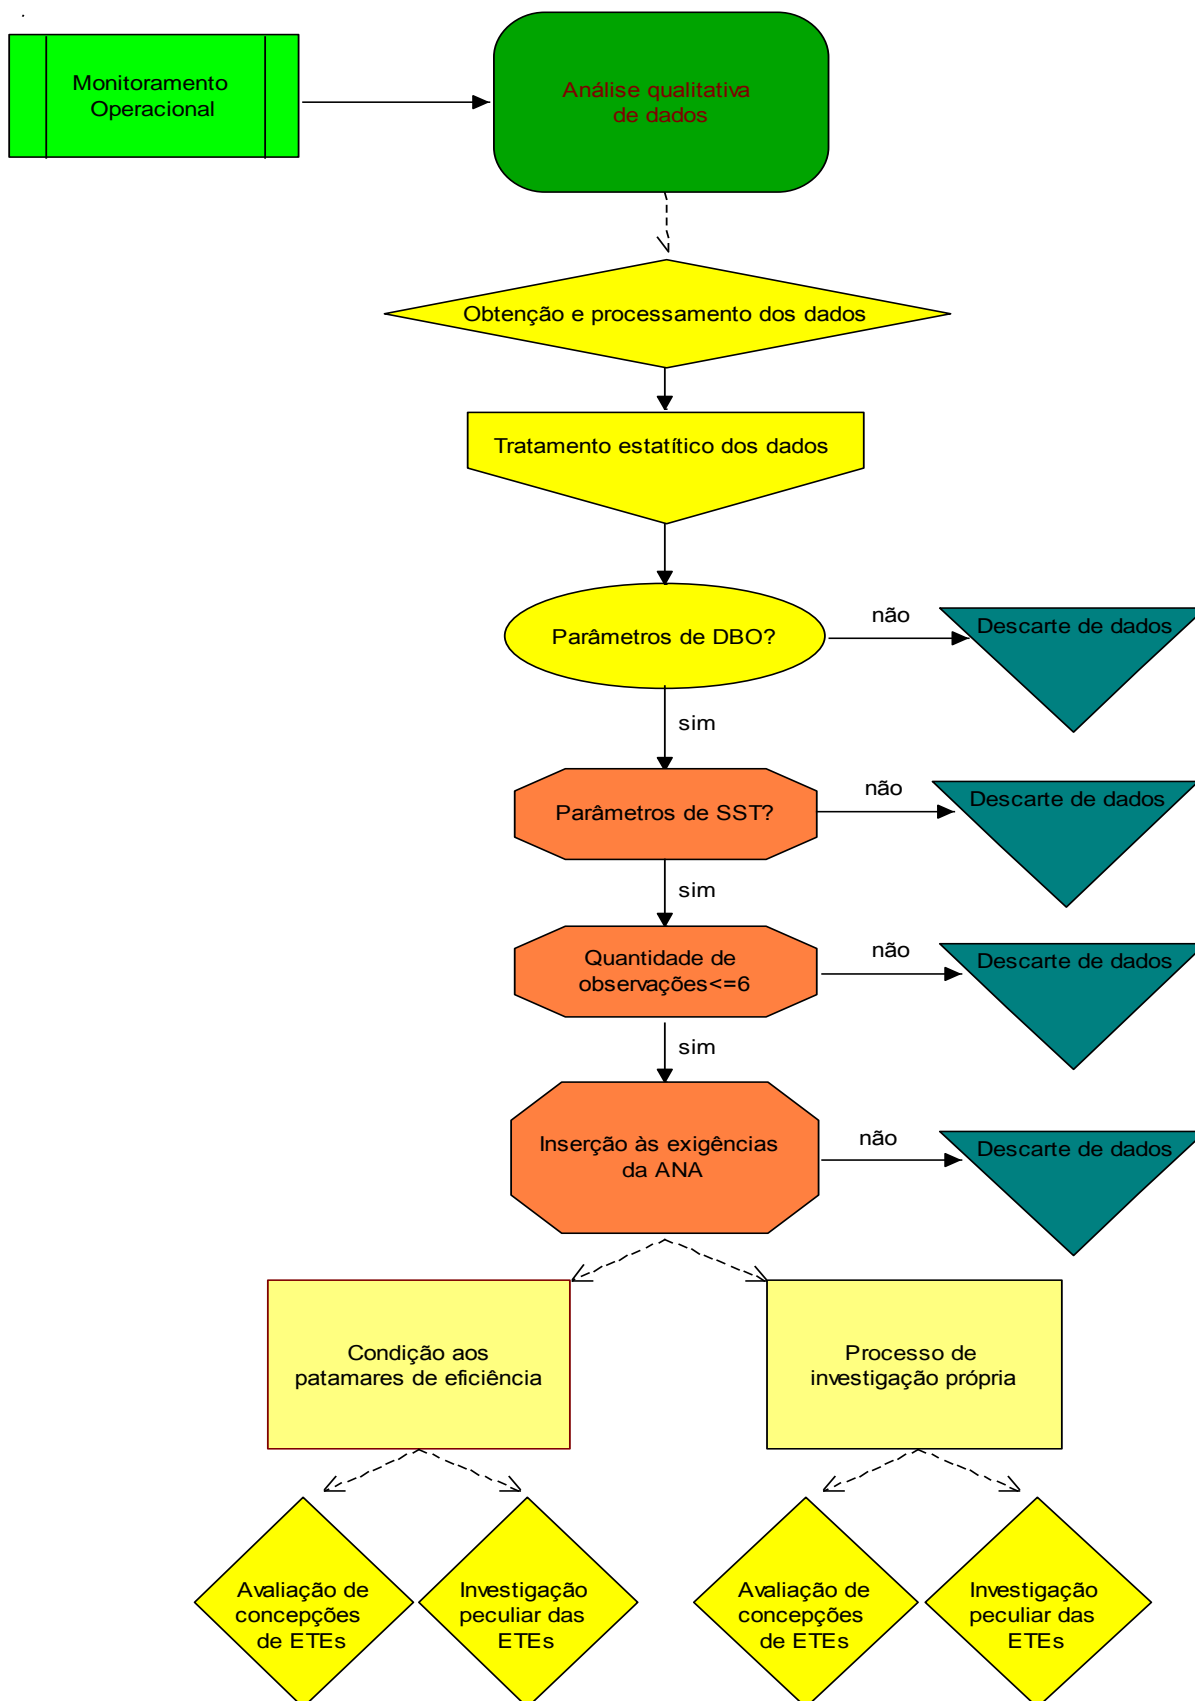 Monitoramento
Operacional
Análise qualitativa
de dados
Obtenção e processamento dos dados
Tratamento estatítico dos dados
Parâmetros de DBO?
não
Descarte de dados
sim
Parâmetros de SST?
não
Descarte de dados
sim
Quantidade de
observações<=6
não
Descarte de dados
sim
Inserção às exigências
da ANA
não
Descarte de dados
Condição aos
patamares de eficiência
Processo de
investigação própria
Avaliação de
concepções
de ETEs
Investigação
peculiar das
ETEs
Avaliação de
concepções
de ETEs
Investigação
peculiar das
ETEs